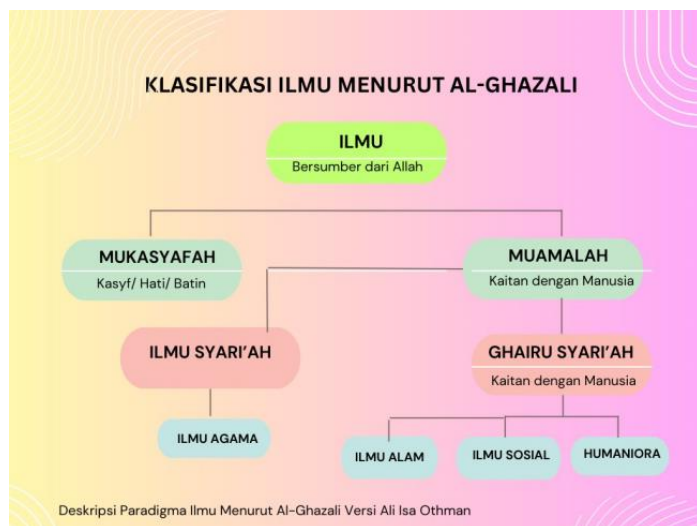 KLASIFIKASI ILMU MENURUT AL-GHAZALI
ILMU
Bersumber dari Allah
MUKASYAFAH
Kasyf/ Hati/ Batin
MUAMALAH
Kaitan dengan Manusia
ILMU SYARI'AH
GHAIRU SYARI'AH
Kaitan dengan Manusia
ILMU AGAMA
ILMU ALAM
ILMU SOSIAL
HUMANIORA
Deskripsi Paradigma Ilmu Menurut Al-Ghazali Versi Ali Isa Othman